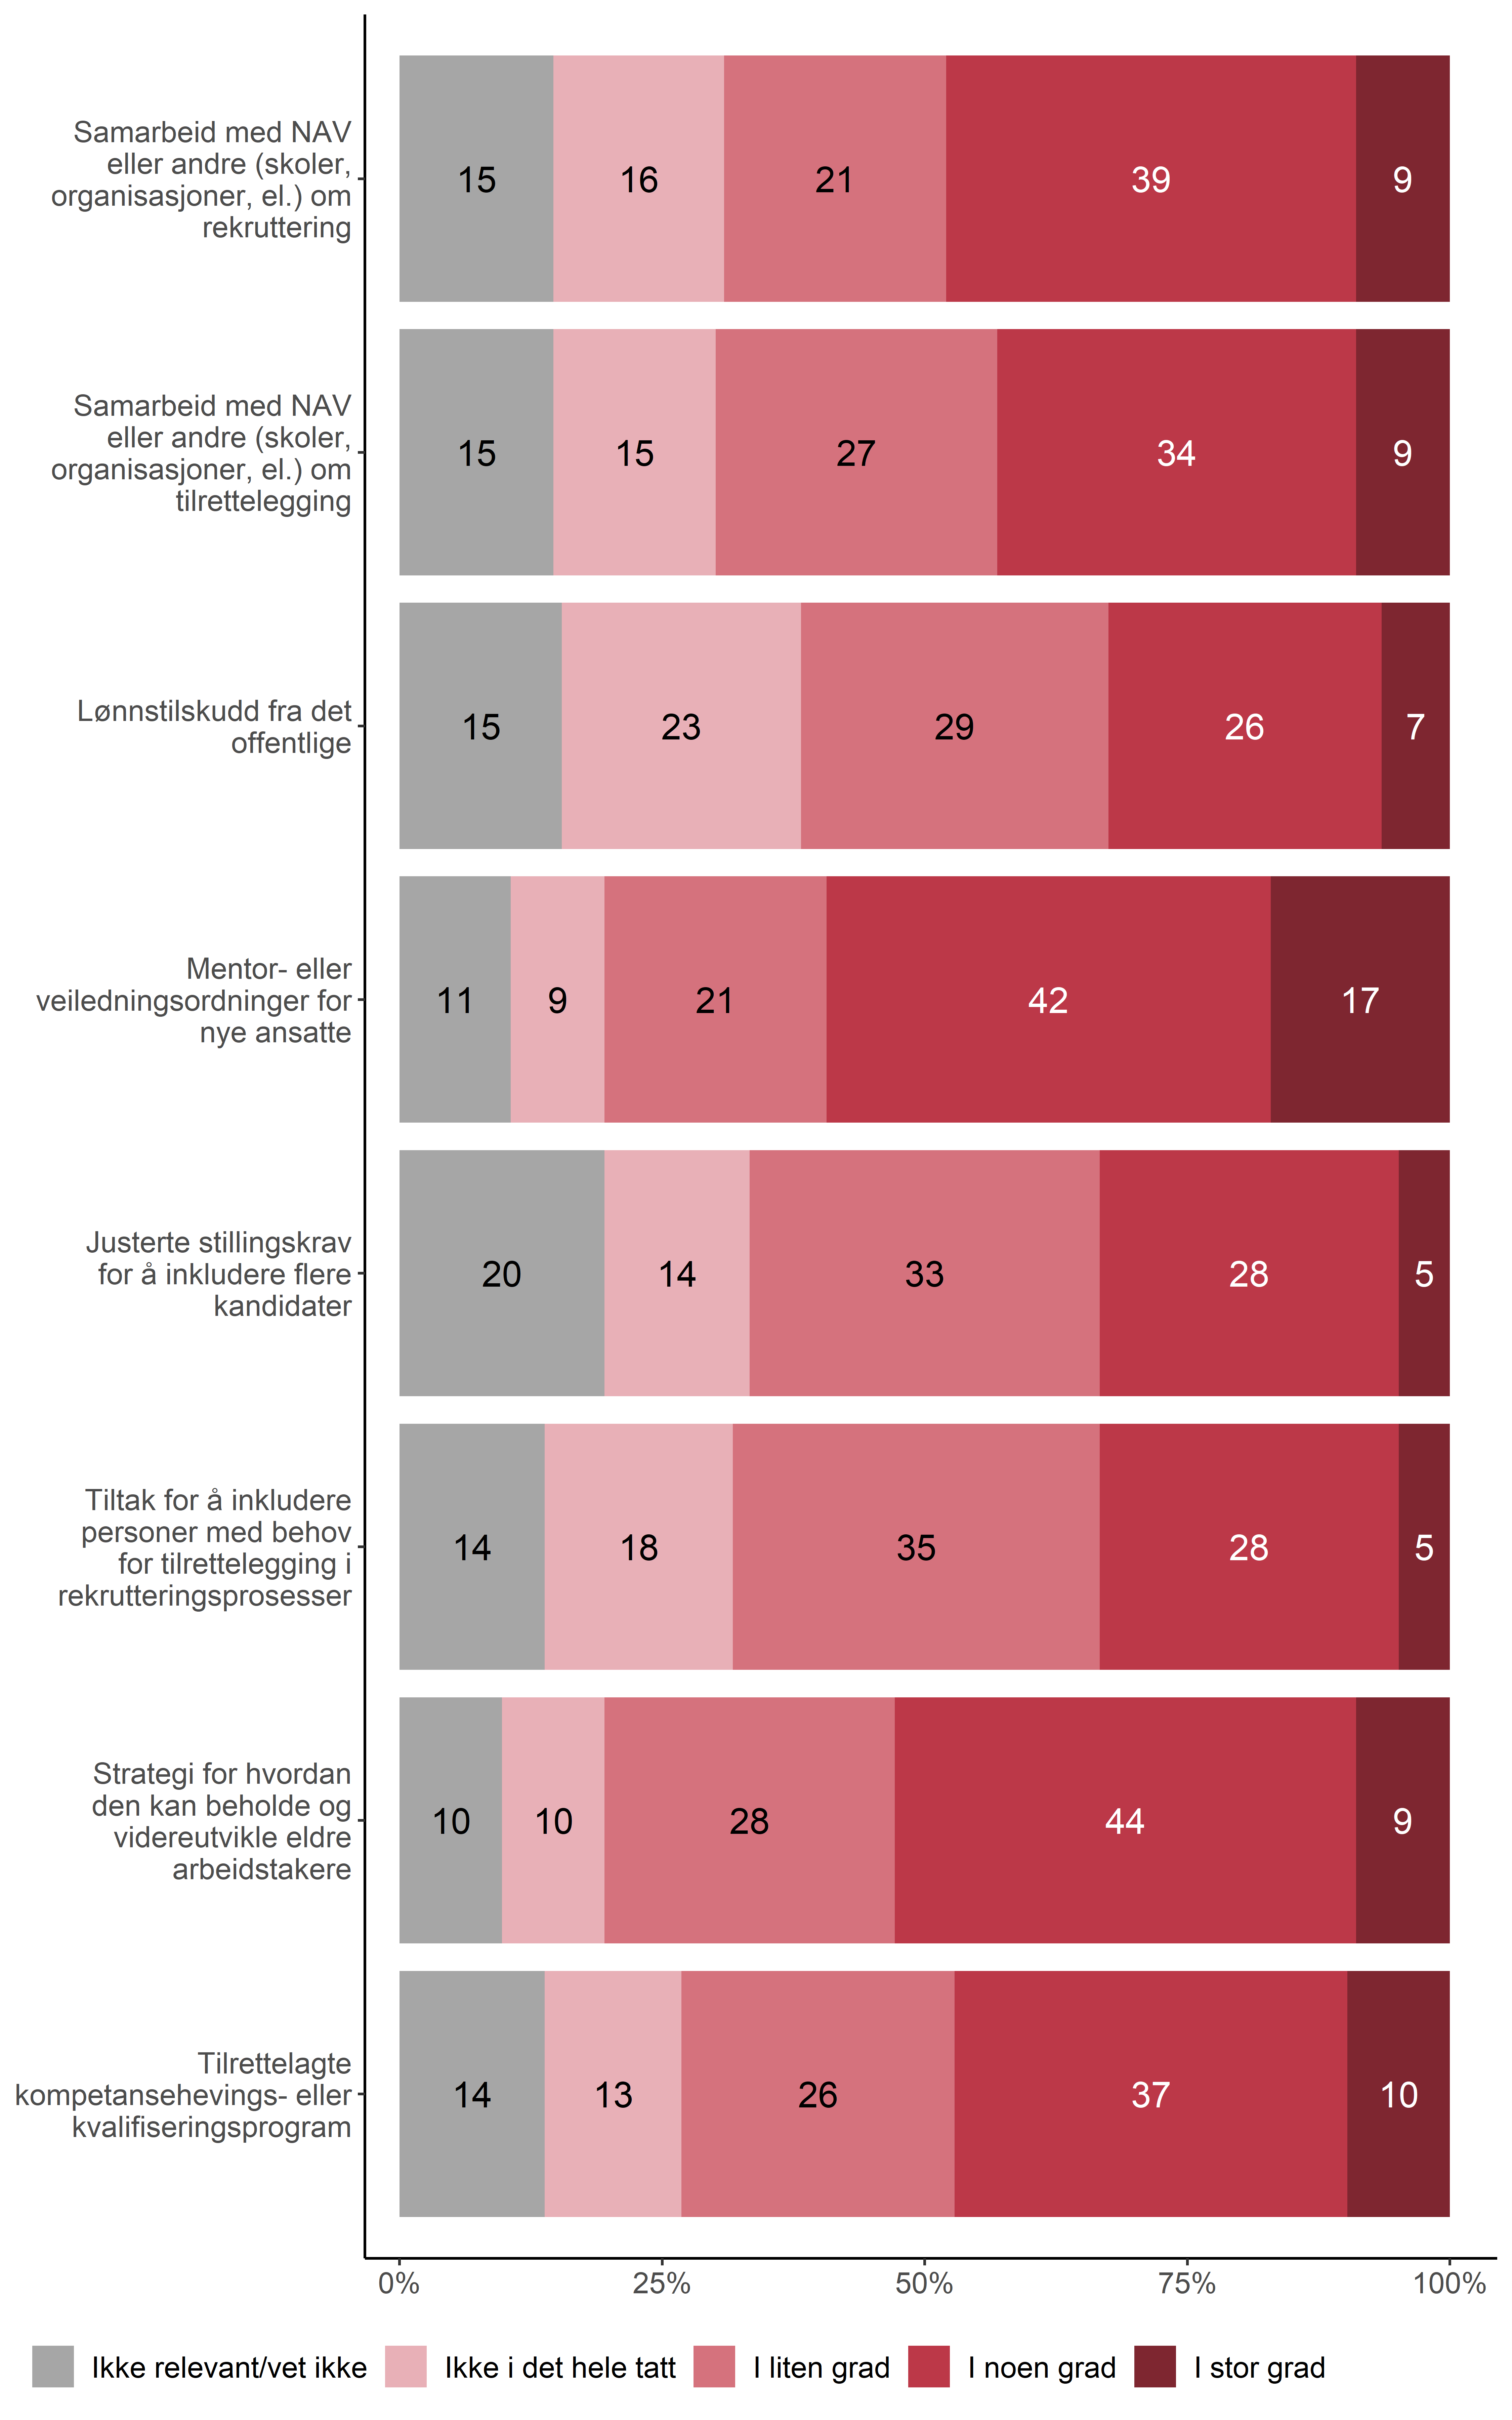 Samarbeid med NAV
eller andre (skoler,
organisasjoner, el.) om
rekruttering
15 16 21 39 9
Samarbeid med NAV
eller andre (skoler,
organisasjoner, el.) om
tilrettelegging
15 15 27 34 9
Lønnstilskudd fra det
offentlige
15 23 29 26 7
Mentor- eller
veiledningsordninger for
nye ansatte
11 9 21 42 17
Justerte stillingskrav
for å inkludere flere
kandidater
20 14 33 28 5
Tiltak for å inkludere
personer med behov
for tilrettelegging i
rekrutteringsprosesser
14 18 35 28 5
Strategi for hvordan
den kan beholde og
videreutvikle eldre
arbeidstakere
10 10 28 44 9
Tilrettelagte
kompetansehevings- eller
kvalifiseringsprogram
14 13 26 37 10
0% 25% 50% 75% 100%
Ikke relevant/vet ikke Ikke i det hele tatt I liten grad I noen grad I stor grad